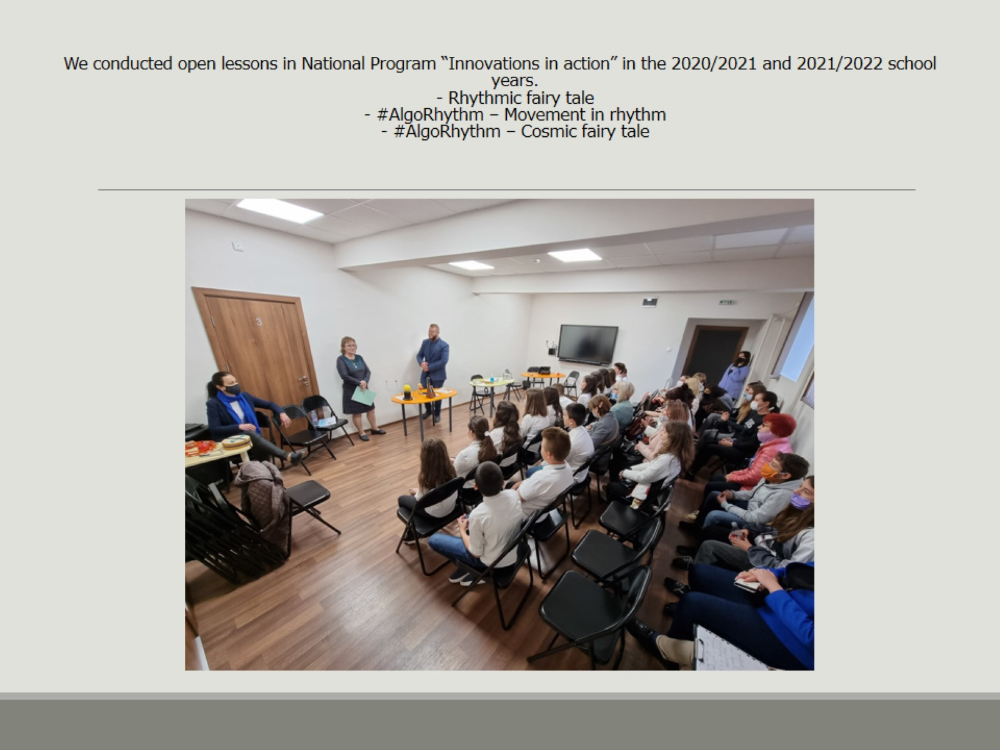 We conducted open lessons in National Program “Innovations in action” in the 2020/2021 and 2021/2022 school
years.
- Rhythmic fairy tale
- #AlgoRhythm – Movement in rhythm
- #AlgoRhythm – Cosmic fairy tale
3